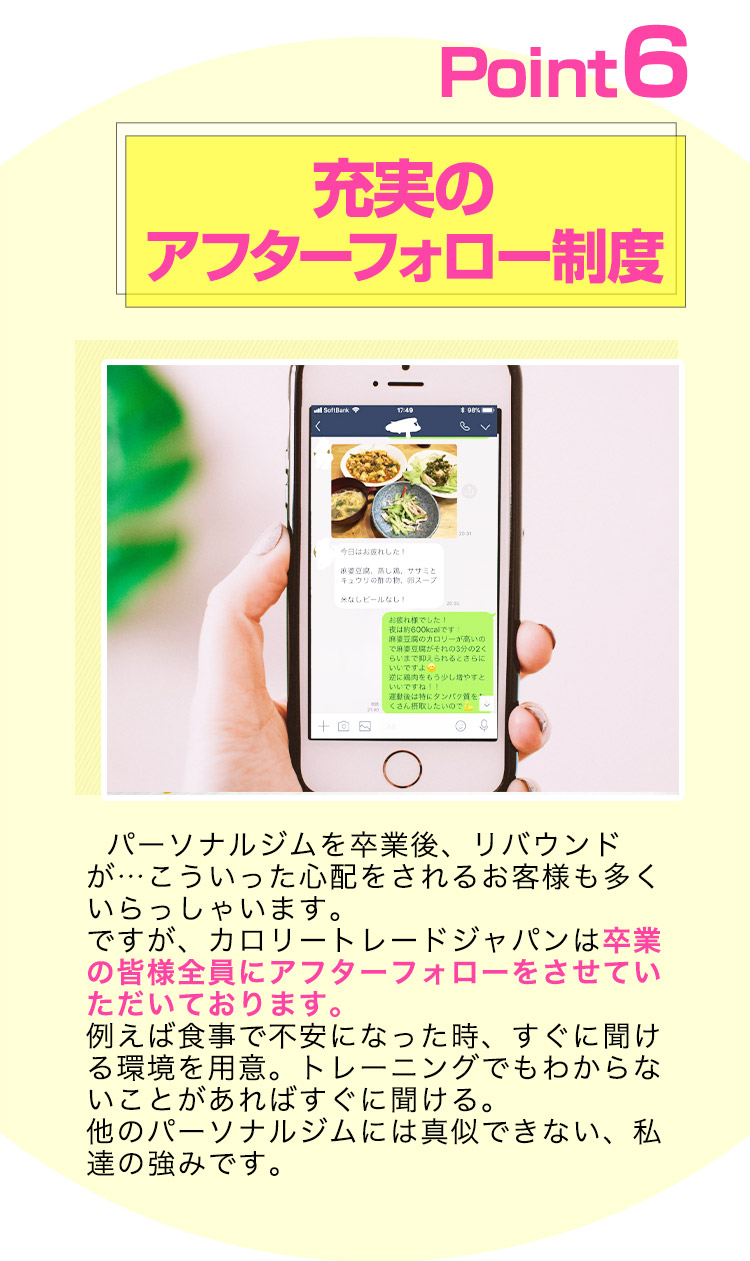 Point6
充実の
アフターフォロー制度
SoftBank 17:49 98%
20:31
今日はお疲れした！
麻婆豆腐、蒸し鶏、ササミと
キュウリの酢の物、卵スープ
米なしビールなし！
20:32
お疲れ様でした！
夜は約600kcalです！
麻婆豆腐のカロリーが高いの
で麻婆豆腐がそれの3分の2く
らいまで抑えられるとさらに
いいですよ
逆に鶏肉をもう少し増やすと
いいですね！！
運動後は特にタンパク質を
くさん摂取したいので
パーソナルジムを卒業後、リバウンド
が…こういった心配をされるお客様も多く
いらっしゃいます。
ですが、カロリートレードジャパンは卒業
の皆様全員にアフターフォローをさせてい
ただいております。
例えば食事で不安になった時、すぐに聞け
る環境を用意。トレーニングでもわからな
いことがあればすぐに聞ける。
他のパーソナルジムには真似できない、私
達の強みです。